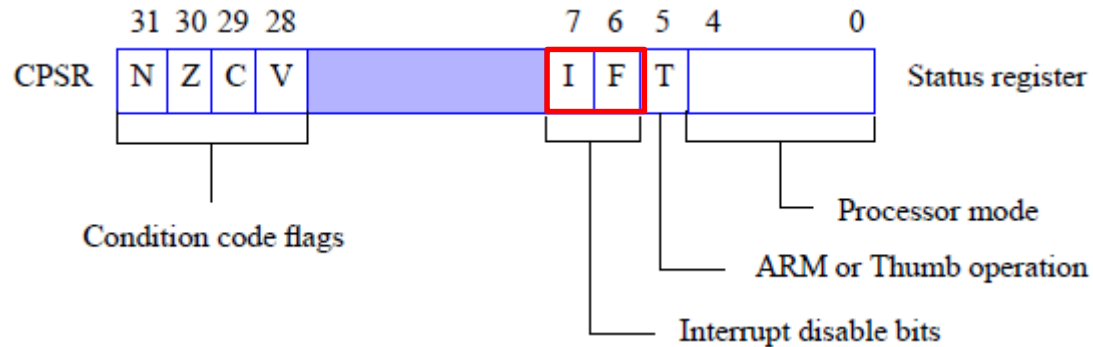 31 30 29 28 7 6 5 4 0
CPSR N Z C V I F T Status register
Processor mode
Condition code flags
ARM or Thumb operation
Interrupt disable bits